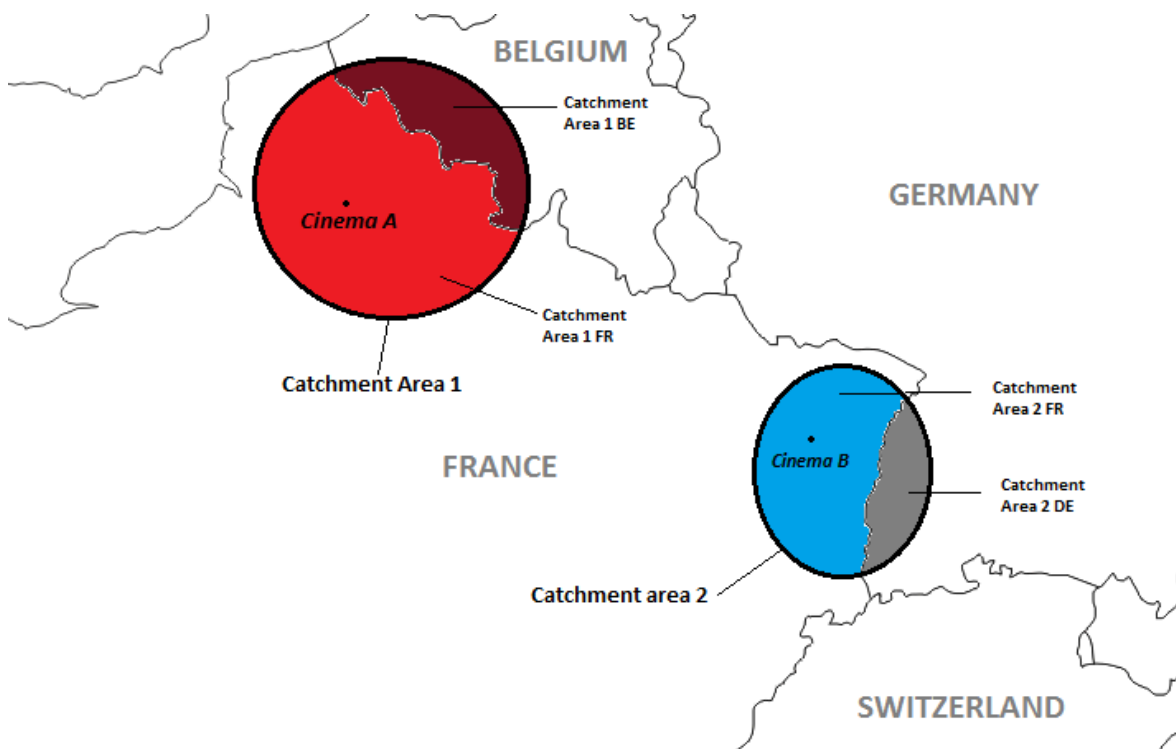 BELGIUM
Catchment
Area 1 BE
GERMANY
Cinema A
Catchment
Area 1 FR
Catchment Area 1
Catchment
Area 2 FR
FRANCE
Cinema B
Catchment
Area 2 DE
Catchment area 2
SWITZERLAND